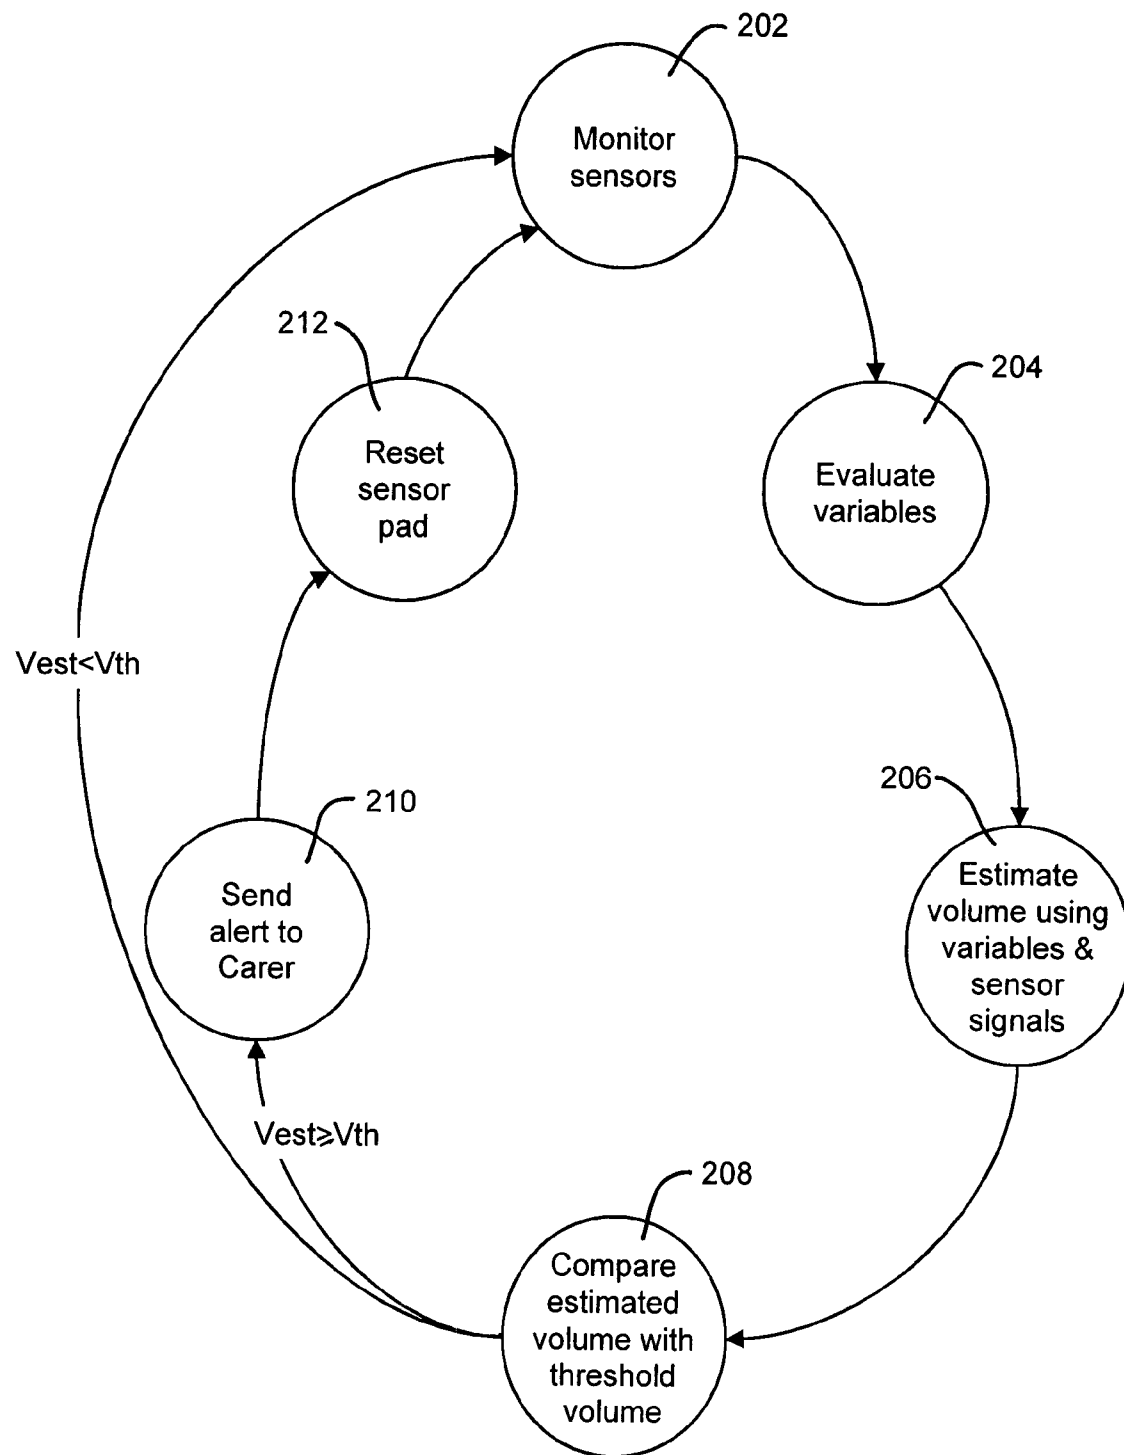 202
Monitor
sensors
212
Reset
sensor
pad
204
Evaluate
variables
Vest<Vth
206
Estimate
volume using
variables &
sensor
signals
210
Send
alert to
Carer
Vest⩾Vth
208
Compare
estimated
volume with
threshold
volume